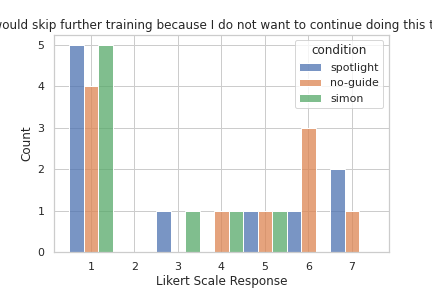 would skip further training because I do not want to continue doing this
condition
spotlight
no-guide
simon
Count
5
4
3
2
1
0
1 2 3 4 5 6 7
Likert Scale Response